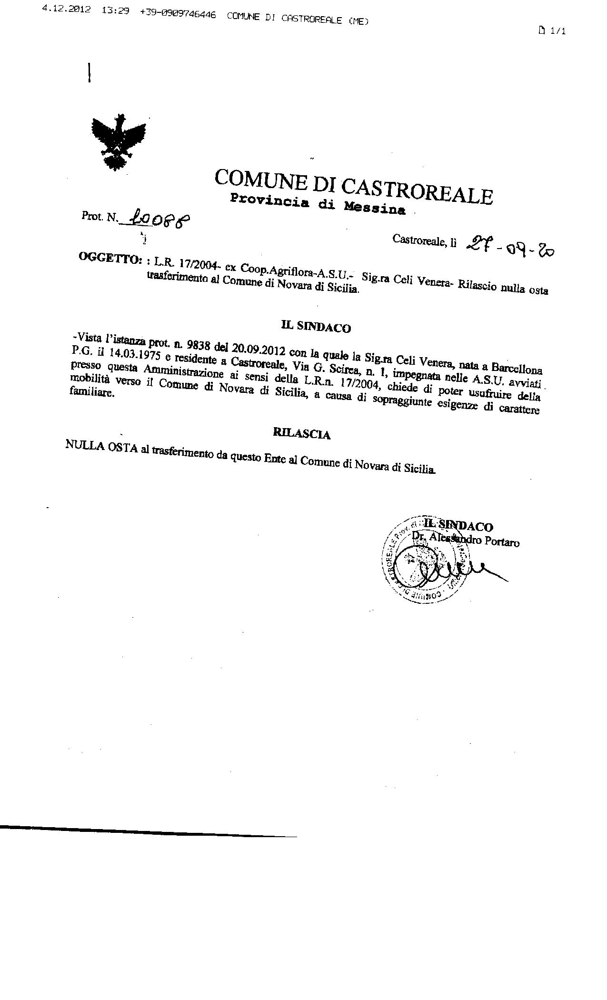 4.12.2012 13:29 +39-0909746446 COMUNE DI CASTROREALE (ME)
1/1
COMUNE DI CASTROREALE
Provincia di Messina
Prot. N. 10088
Castroreale, lì 27-09-20
OGGETTO: : L.R. 17/2004- ex Coop.Agriflora-A.S.U.- Sig.ra Celi Venera- Rilascio nulla osta
trasferimento al Comune di Novara di Sicilia.
IL SINDACO
-Vista l'istanza prot. n. 9838 del 20.09.2012 con la quale la Sig.ra Celi Venera, nata a Barcellona
P.G. il 14.03.1975 e residente a Castroreale, Via G. Scirea, n. 1, impegnata nelle A.S.U. avviati
presso questa Amministrazione ai sensi della L.R.n. 17/2004, chiede di poter usufruire della
mobilità verso il Comune di Novara di Sicilia, a causa di sopraggiunte esigenze di carattere
familiare.
RILASCIA
NULLA OSTA al trasferimento da questo Ente al Comune di Novara di Sicilia.
IL SINDACO
Dr. Alessandro Portaro
COMUNE DI CASTROREALE Prov. di